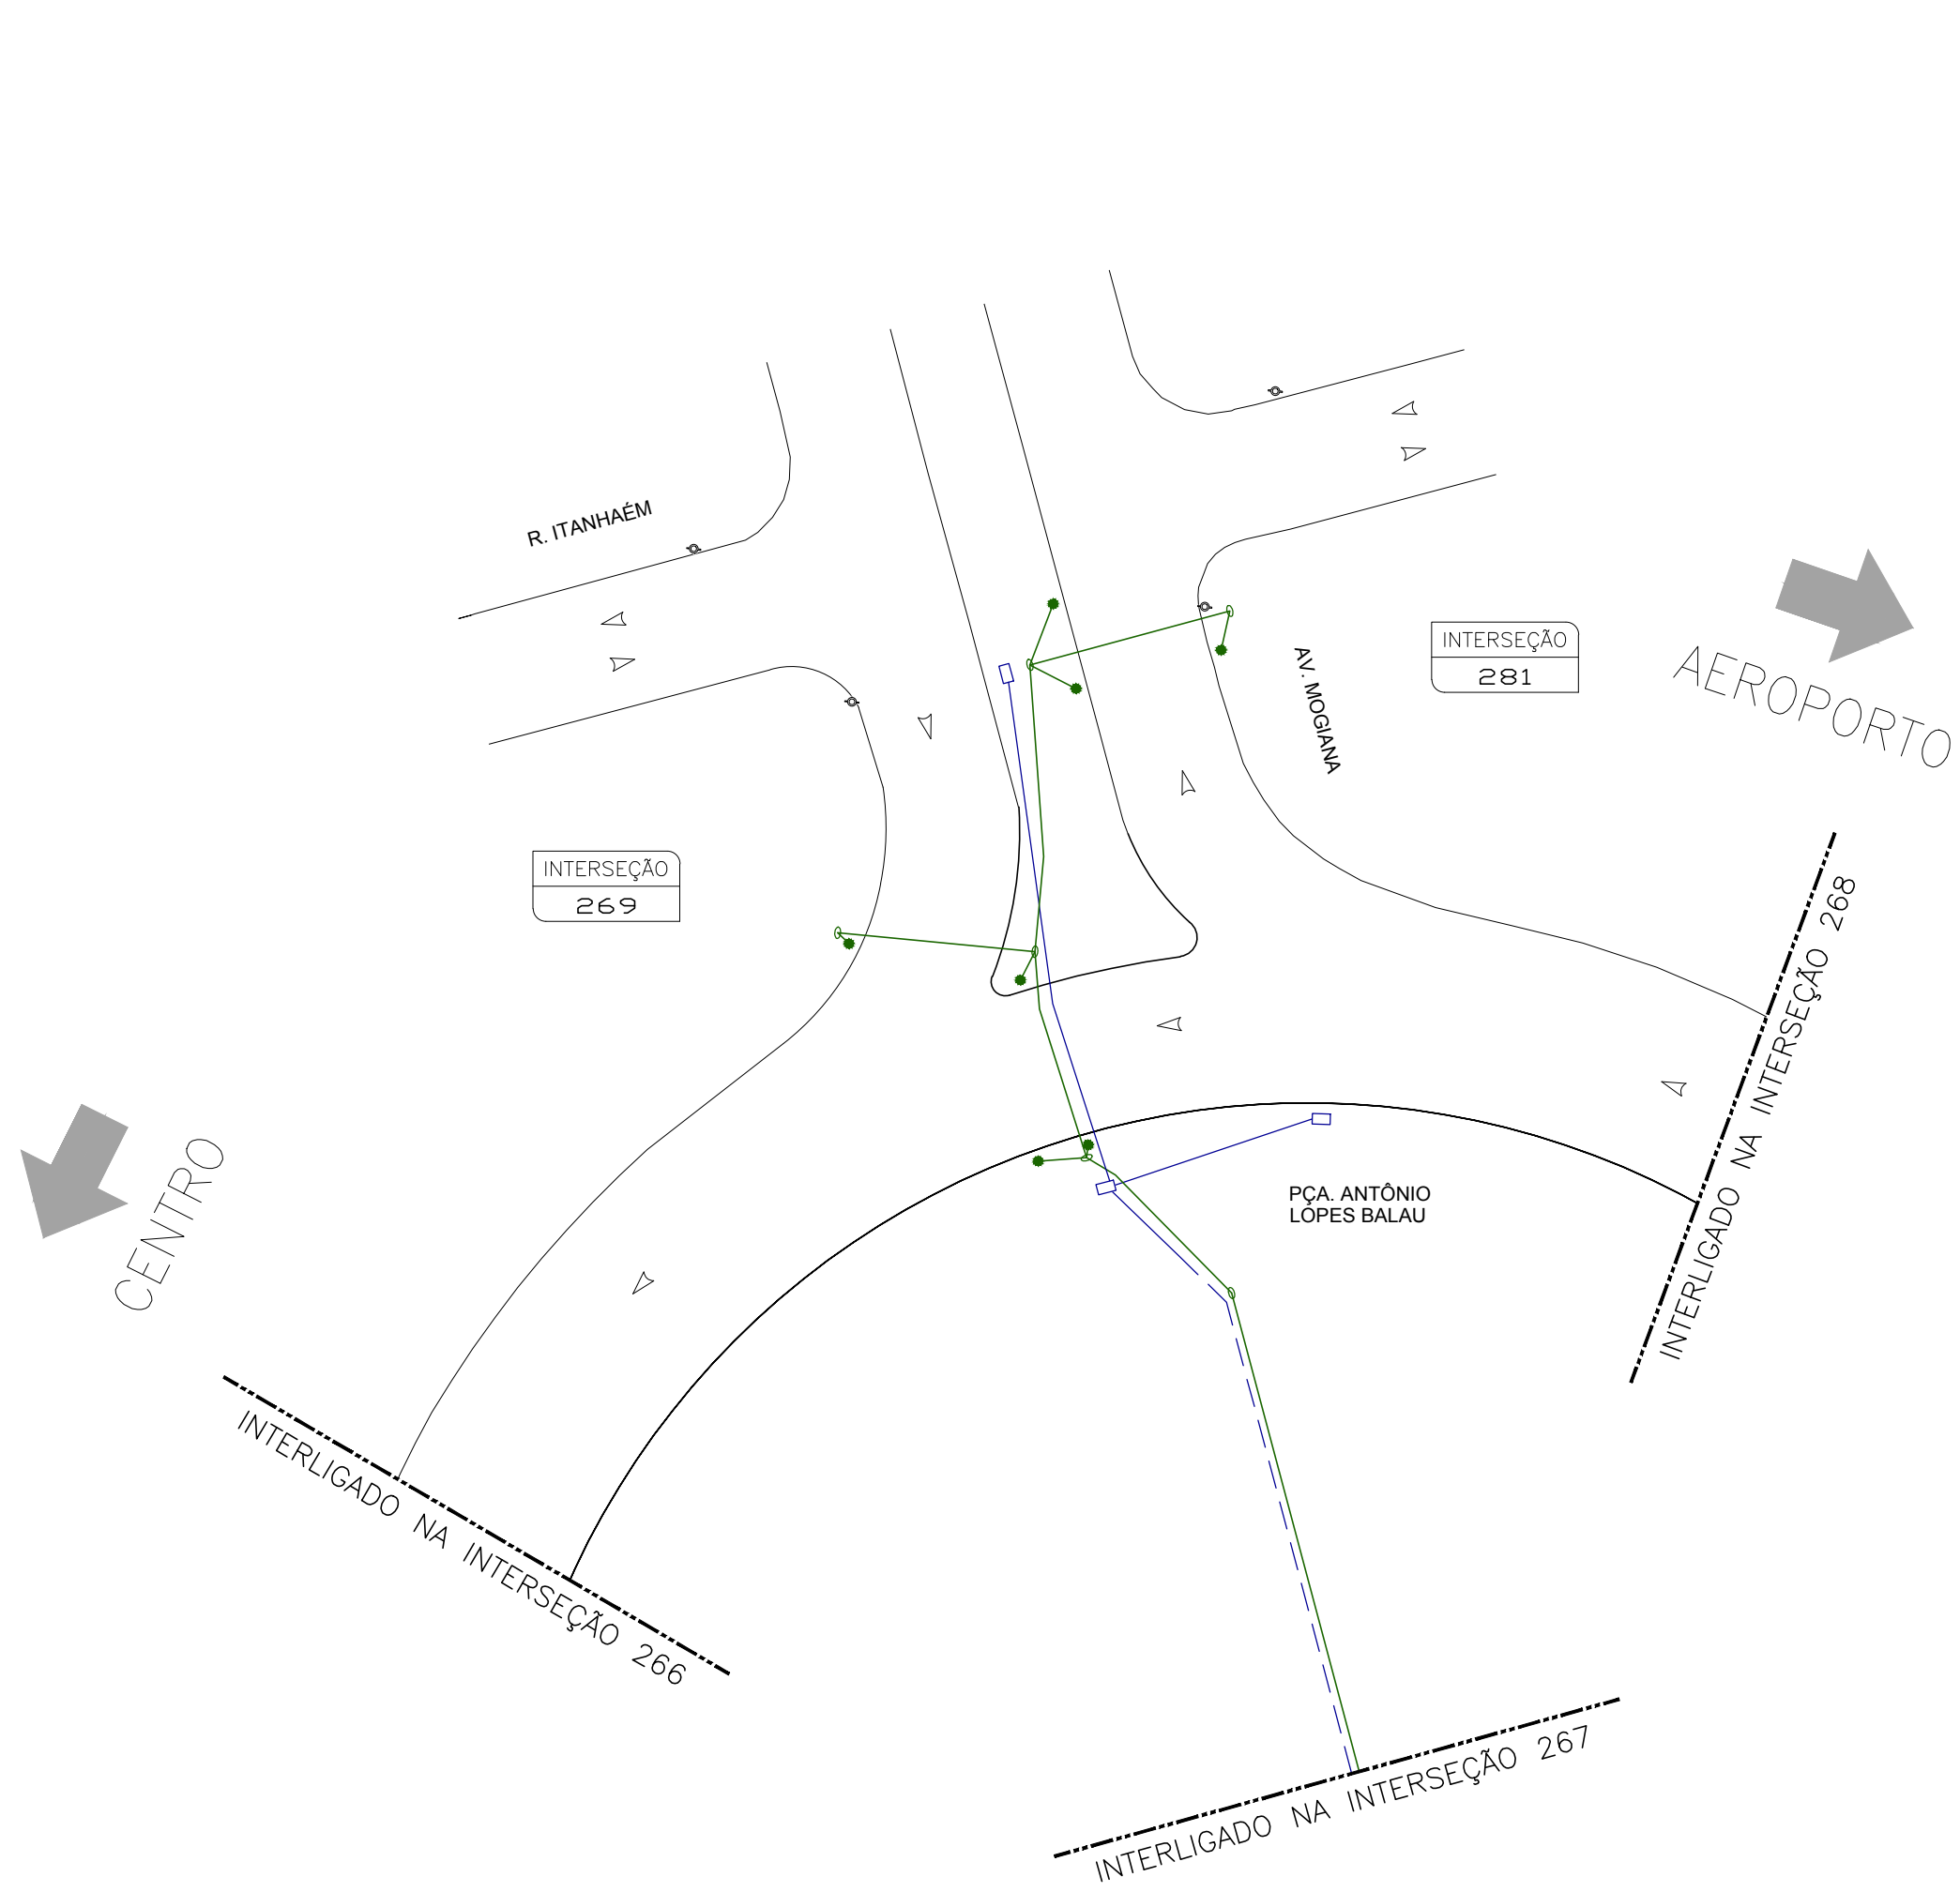 R. ITANHAÉM
AV. MOGIANA
INTERSEÇÃO
281
AEROPORTO
INTERSEÇÃO
269
INTERLIGADO NA INTERSEÇÃO 268
CENTRO
PÇA. ANTÔNIO
LOPES BALAU
INTERLIGADO NA INTERSEÇÃO 266
INTERLIGADO NA INTERSEÇÃO 267